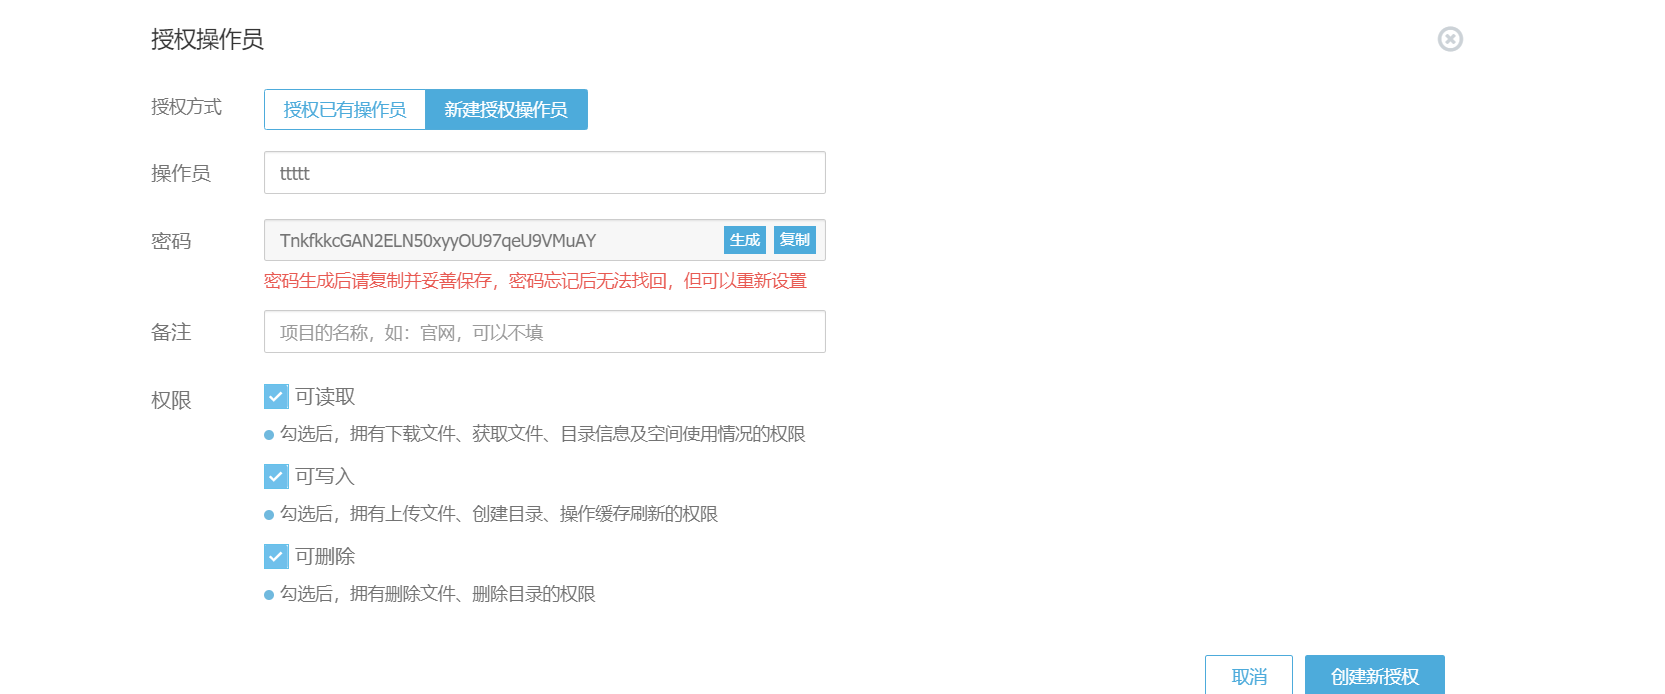 授权操作员
授权方式 授权已有操作员 新建授权操作员
操作员 ttttt
密码 TnkfkkcGAN2ELN50xyyOU97qeU9VMuAY 生成 复制
密码生成后请复制并妥善保存，密码忘记后无法找回，但可以重新设置
备注 项目的名称，如：官网，可以不填
权限 可读取
勾选后，拥有下载文件、获取文件、目录信息及空间使用情况的权限
可写入
勾选后，拥有上传文件、创建目录、操作缓存刷新的权限
可删除
勾选后，拥有删除文件、删除目录的权限
取消 创建新授权